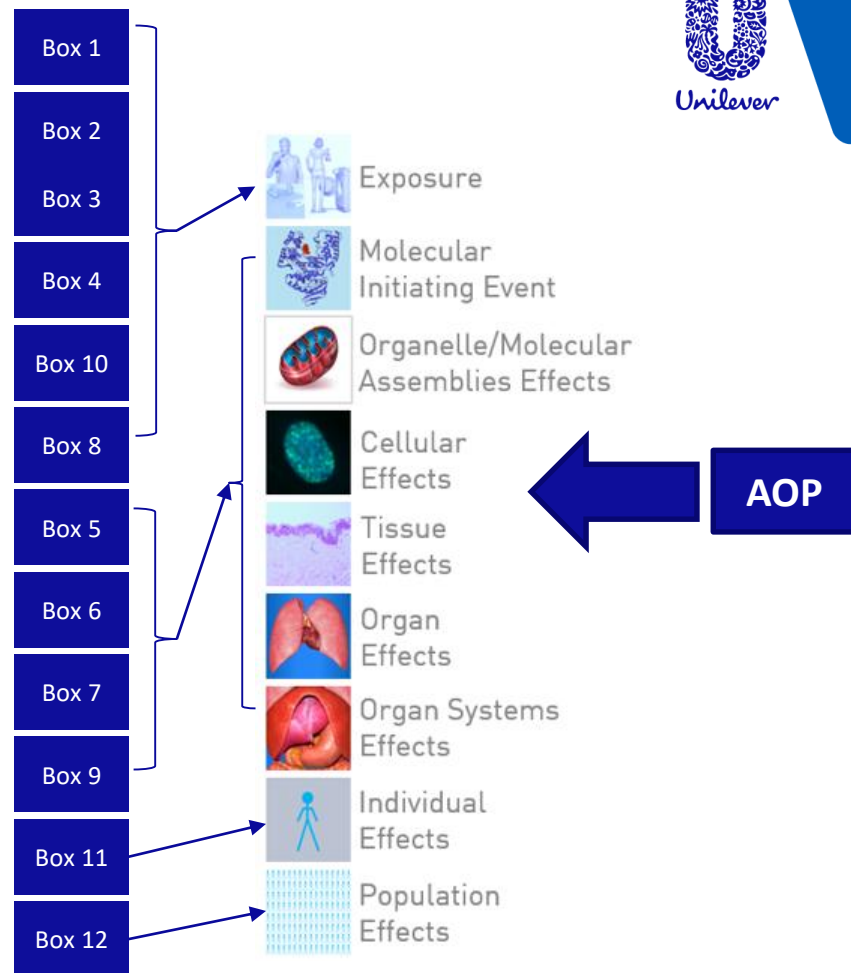 Box 1
Box 2
Box 3
Box 4
Box 10
Box 8
Box 5
Box 6
Box 7
Box 9
Box 11
Box 12
Unilever
Exposure
Molecular
Initiating Event
Organelle/Molecular
Assemblies Effects
Cellular
Effects
Tissue
Effects
Organ
Effects
Organ Systems
Effects
Individual
Effects
Population
Effects
AOP